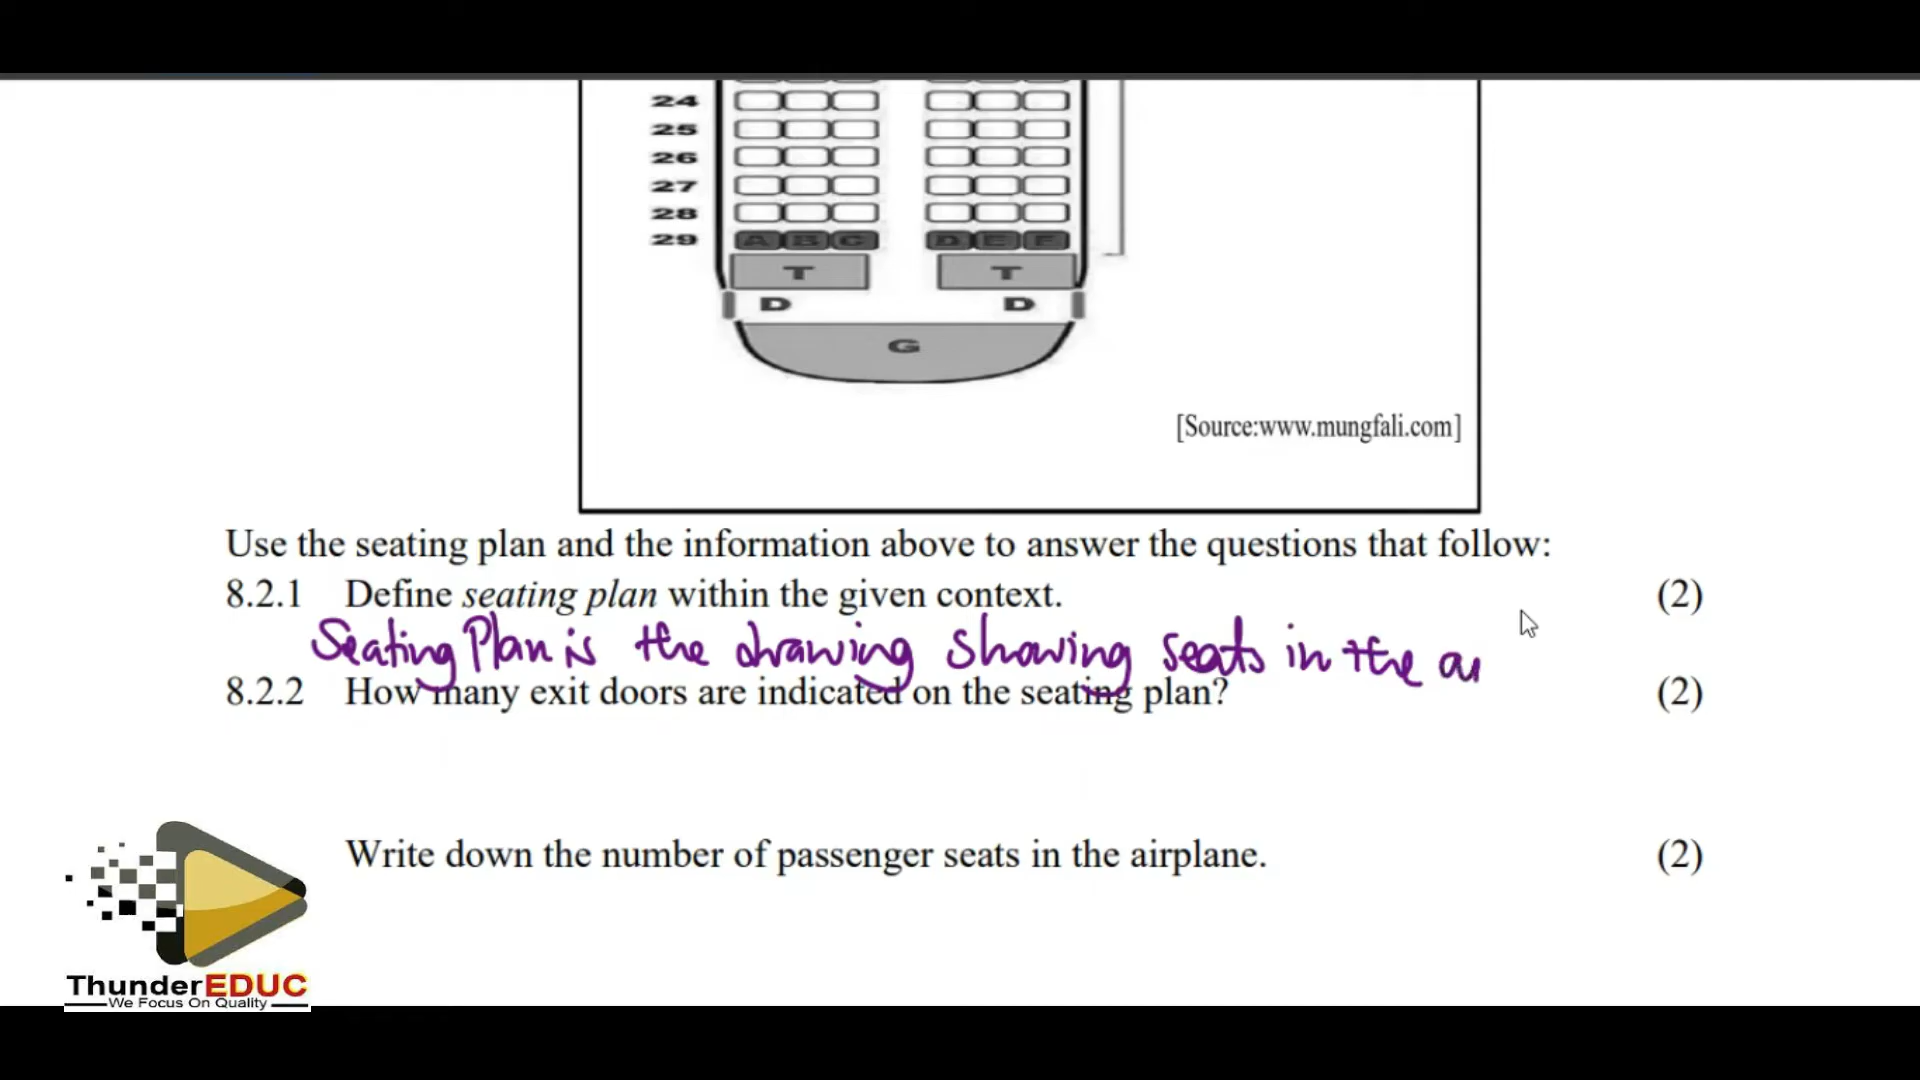 24
25
26
27
28
29 A B C D E F
T T
D D
G
[Source:www.mungfali.com]
Use the seating plan and the information above to answer the questions that follow:
8.2.1 Define seating plan within the given context. (2)
Seating Plan is the drawing showing seats in the
8.2.2 How many exit doors are indicated on the seating plan? (2)
Write down the number of passenger seats in the airplane. (2)
ThunderEDUC
We Focus On Quality